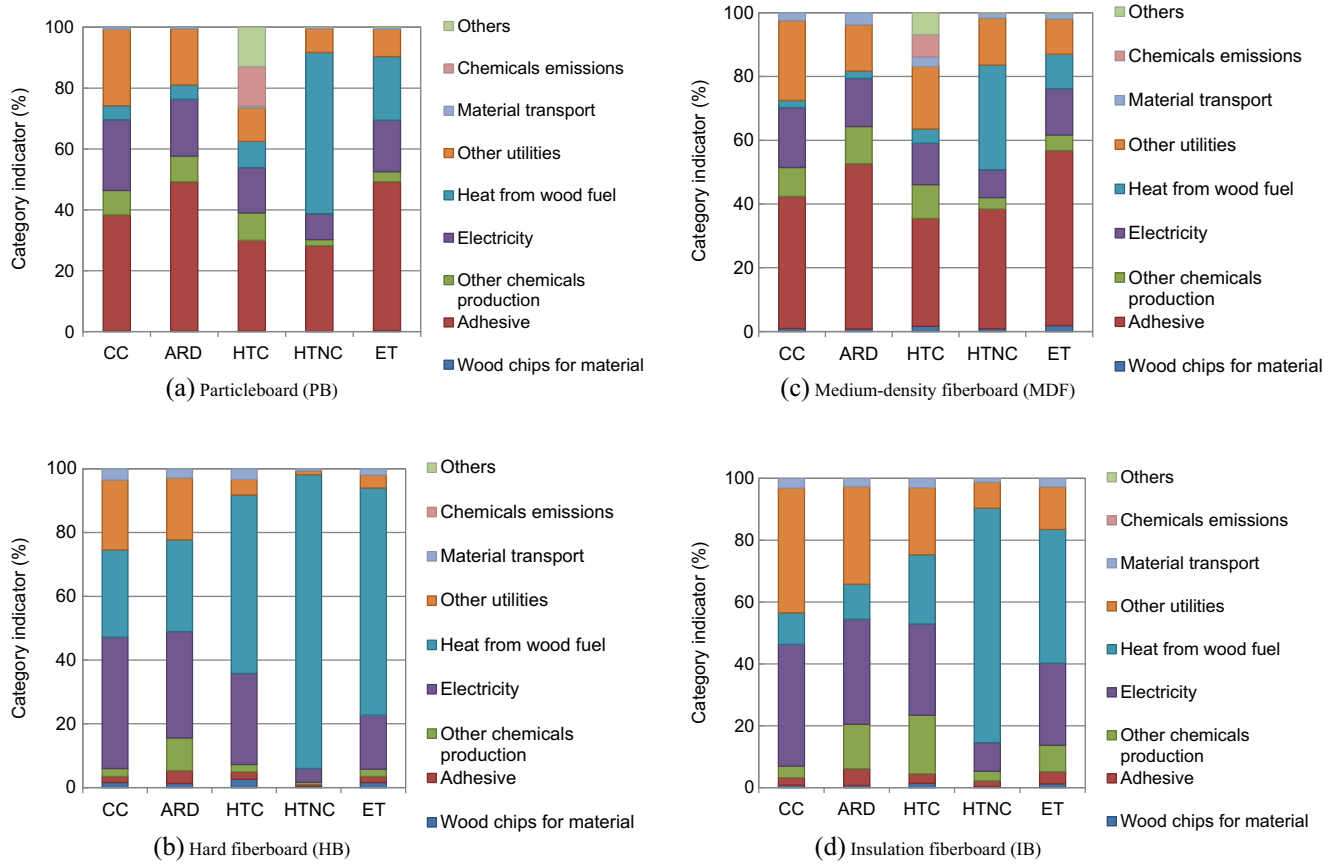 Category indicator (%)
100
80
60
40
20
0
CC ARD HTC HTNC ET
Others
Chemicals emissions
Material transport
Other utilities
Heat from wood fuel
Electricity
Other chemicals
production
Adhesive
Wood chips for material
(a) Particleboard (PB)
Category indicator (%)
100
80
60
40
20
0
CC ARD HTC HTNC ET
Others
Chemicals emissions
Material transport
Other utilities
Heat from wood fuel
Electricity
Other chemicals
production
Adhesive
Wood chips for material
(c) Medium-density fiberboard (MDF)
Category indicator (%)
100
80
60
40
20
0
CC ARD HTC HTNC ET
Others
Chemicals emissions
Material transport
Other utilities
Heat from wood fuel
Electricity
Other chemicals
production
Adhesive
Wood chips for material
(b) Hard fiberboard (HB)
Category indicator (%)
100
80
60
40
20
0
CC ARD HTC HTNC ET
Others
Chemicals emissions
Material transport
Other utilities
Heat from wood fuel
Electricity
Other chemicals
production
Adhesive
Wood chips for material
(d) Insulation fiberboard (IB)